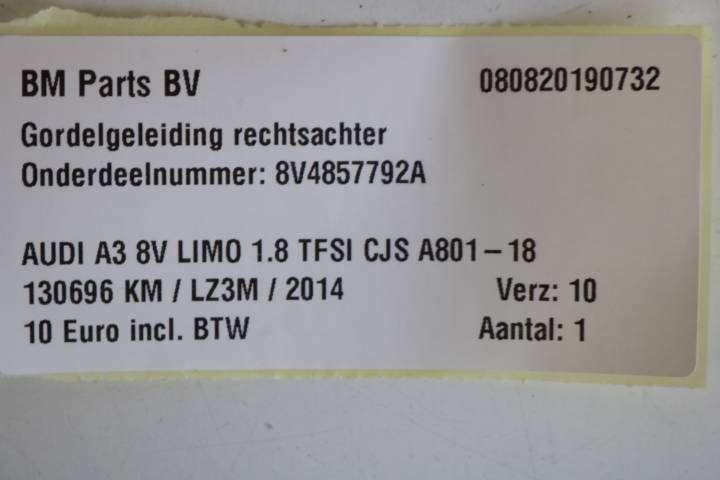 BM Parts BV 080820190732
Gordelgeleiding rechtsachter
Onderdeelnummer: 8V4857792A
AUDI A3 8V LIMO 1.8 TFSI CJS A801-18
130696 KM / LZ3M / 2014 Verz: 10
10 Euro incl. BTW Aantal: 1